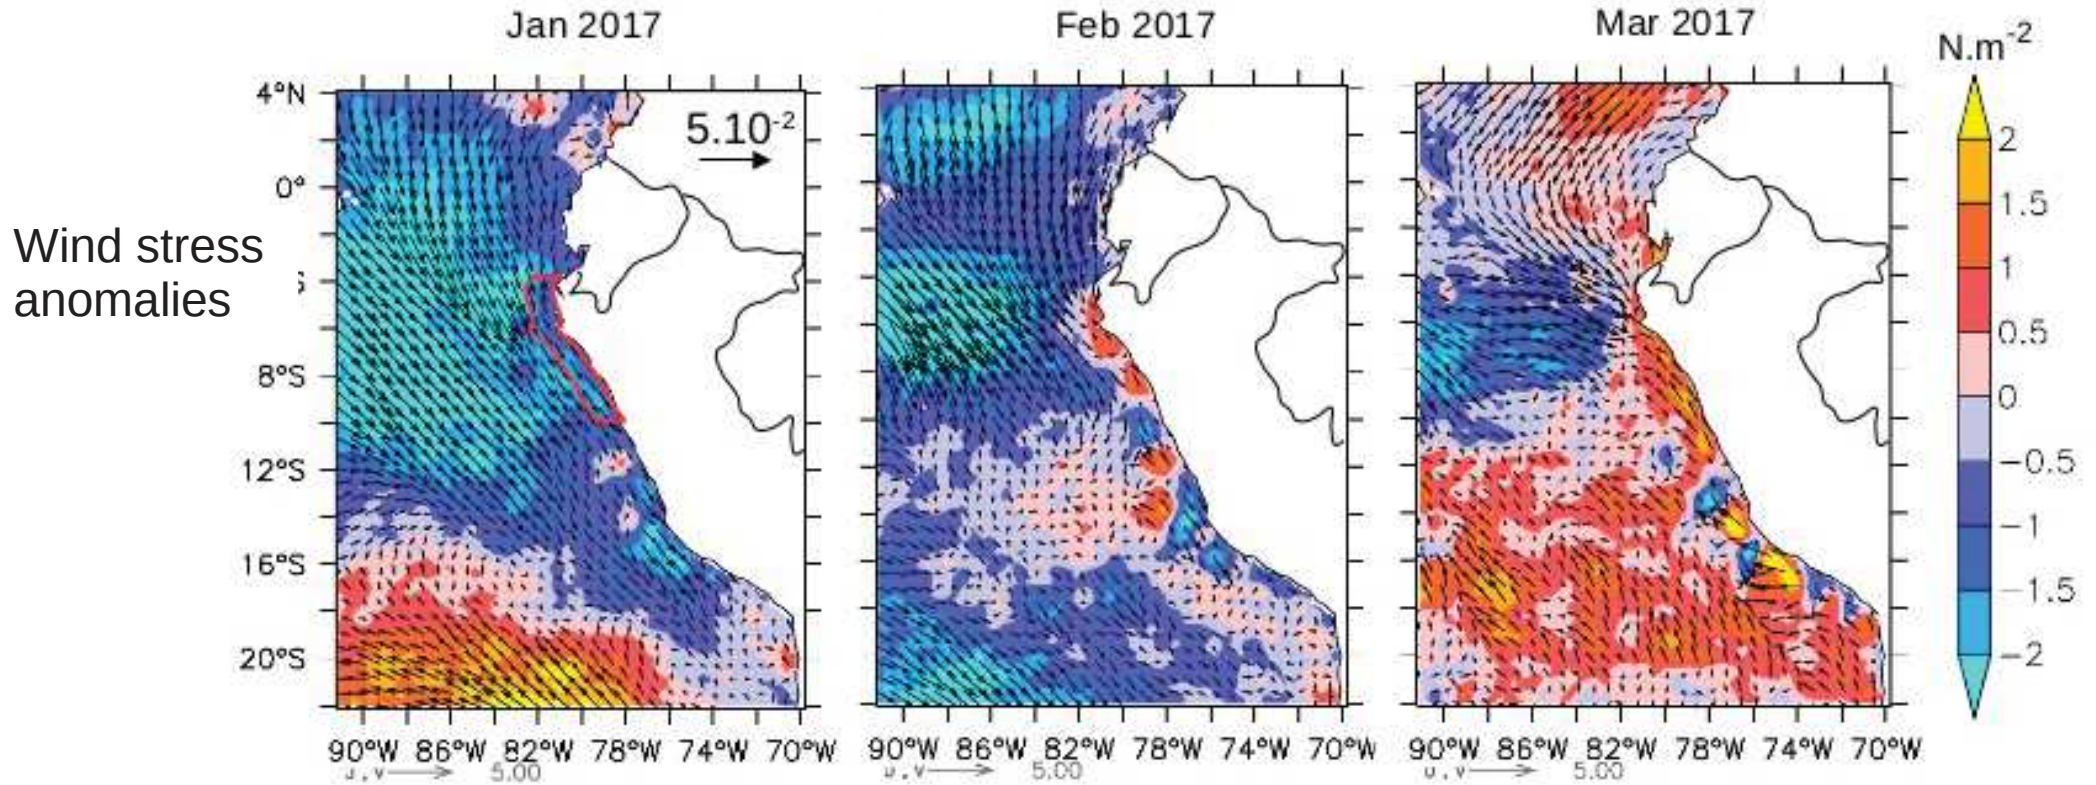 Jan 2017
Feb 2017
Mar 2017
N.m-2
Wind stress
anomalies
5.10-2
4°N
0°
S
8°S
12°S
16°S
20°S
90°W 86°W 82°W 78°W 74°W 70°W
90°W 86°W 82°W 78°W 74°W 70°W
90°W 86°W 82°W 78°W 74°W 70°W
5.00
5.00
5.00
2
1.5
1
0.5
0
−0.5
−1
−1.5
−2